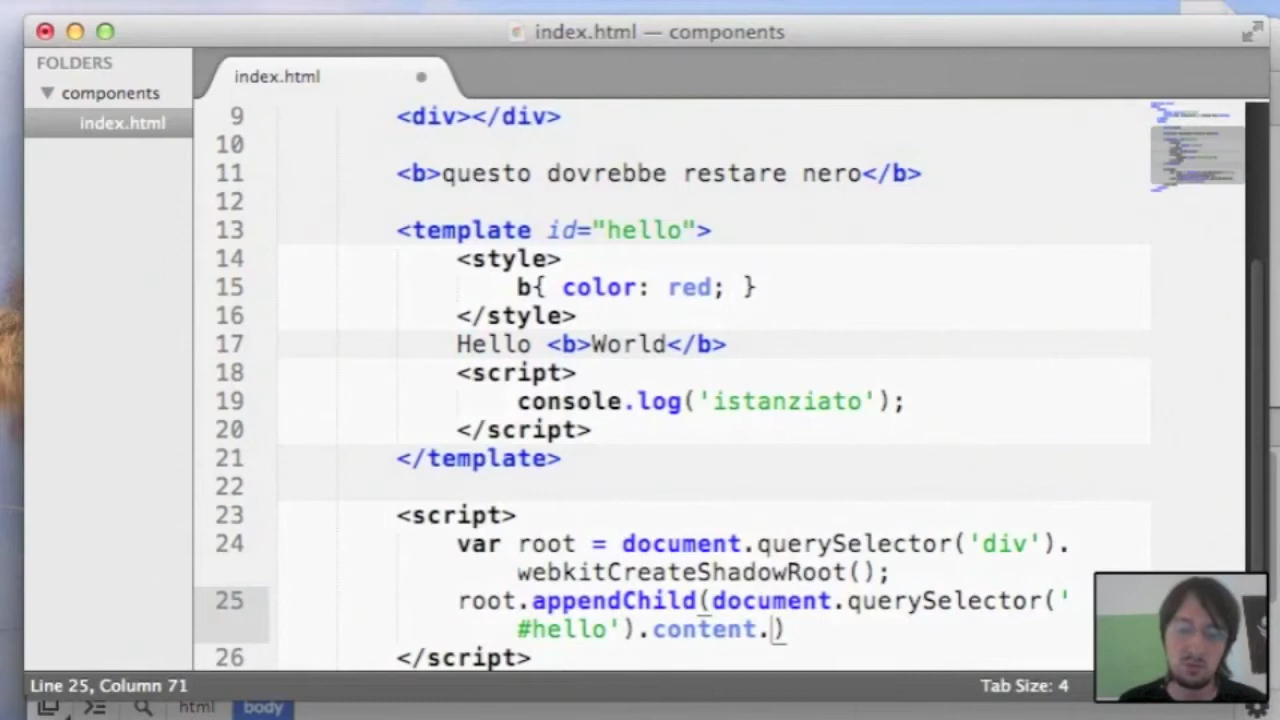 index.html — components
FOLDERS
components
index.html
index.html
9 <div></div>
10
11 <b>questo dovrebbe restare nero</b>
12
13 <template id="hello">
14 <style>
15 b{ color: red; }
16 </style>
17 Hello <b>World</b>
18 <script>
19 console.log('istanziato');
20 </script>
21 </template>
22
23 <script>
24 var root = document.querySelector('div').
webkitCreateShadowRoot();
25 root.appendChild(document.querySelector('
#hello').content.)
26 </script>
Line 25, Column 71
Tab Size: 4
html body